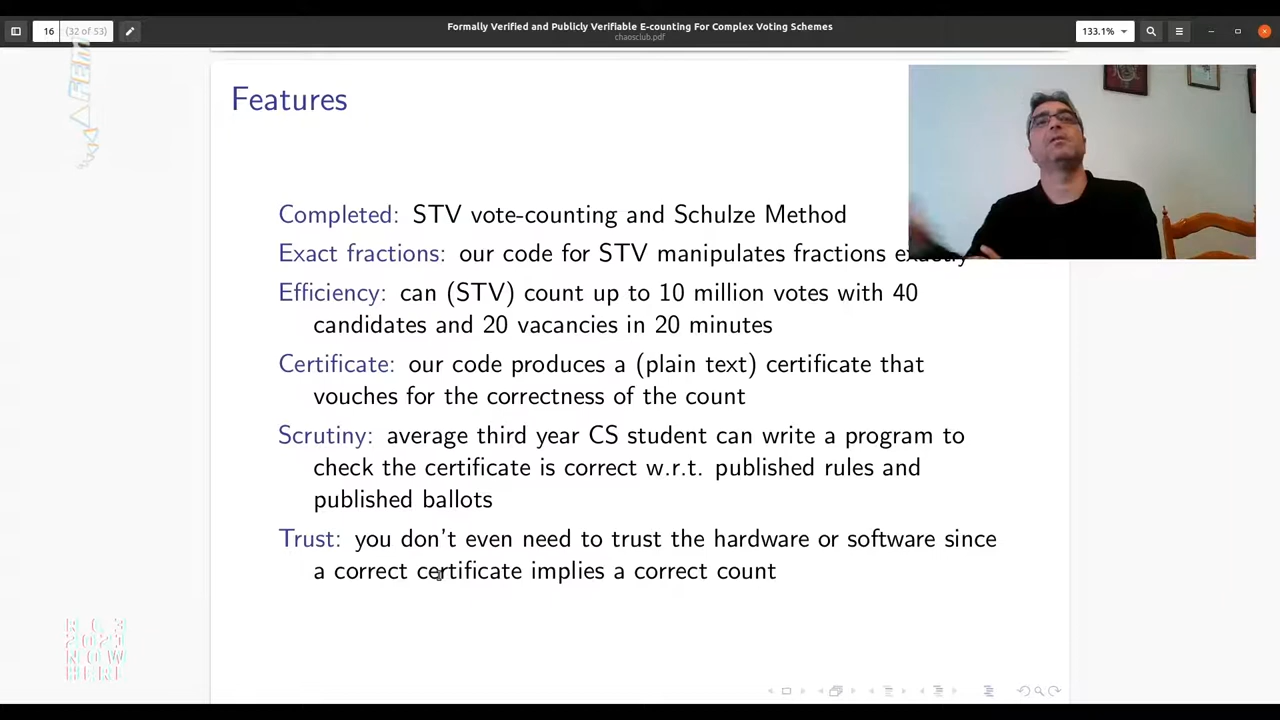 Formally Verified and Publicly Verifiable E-counting For Complex Voting Schemes
chaosclub.pdf
16 (32 of 53)
133.1%
Features
Completed: STV vote-counting and Schulze Method
Exact fractions: our code for STV manipulates fractions exactly
Efficiency: can (STV) count up to 10 million votes with 40
candidates and 20 vacancies in 20 minutes
Certificate: our code produces a (plain text) certificate that
vouches for the correctness of the count
Scrutiny: average third year CS student can write a program to
check the certificate is correct w.r.t. published rules and
published ballots
Trust: you don't even need to trust the hardware or software since
a correct certificate implies a correct count
RC3
2021
NOW
HERE